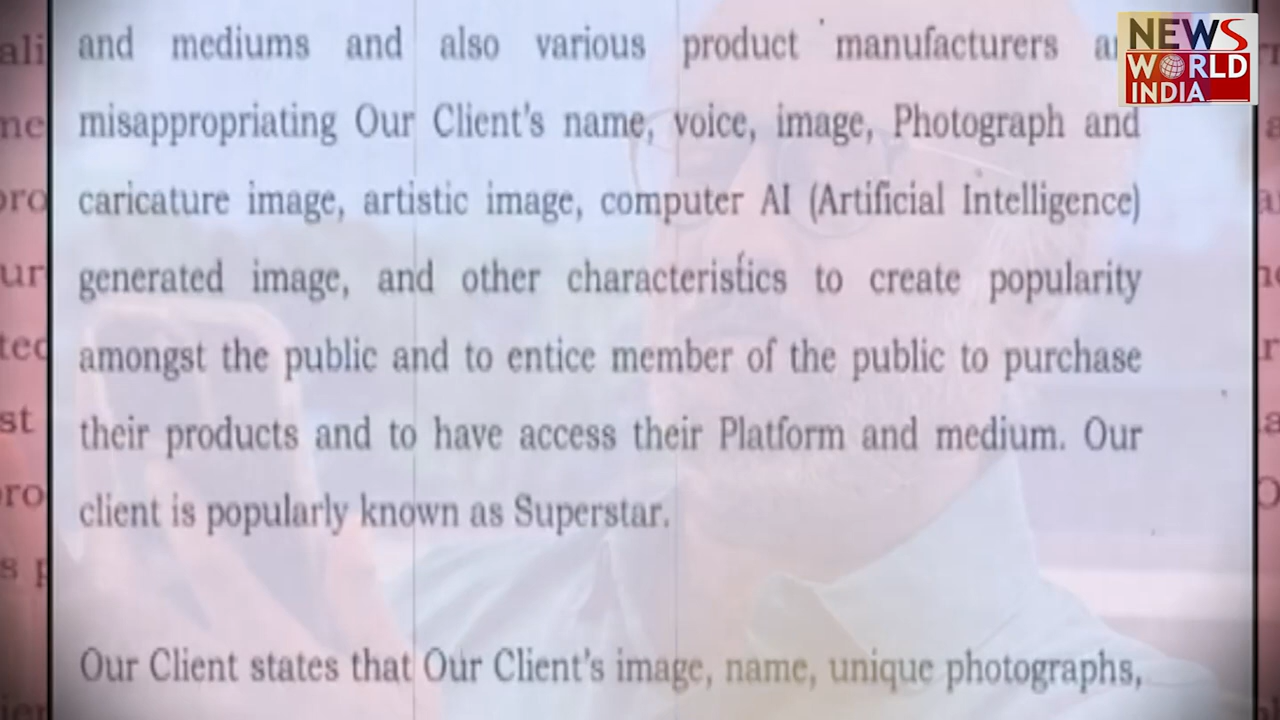 NEWS
WORLD
INDIA
and mediums and also various product manufacturers
misappropriating Our Client's name, voice, image, Photograph and
caricature image, artistic image, computer AI (Artificial Intelligence)
generated image, and other characteristics to create popularity
amongst the public and to entice member of the public to purchase
their products and to have access their Platform and medium. Our
client is popularly known as Superstar.
Our Client states that Our Client's image, name, unique photographs,